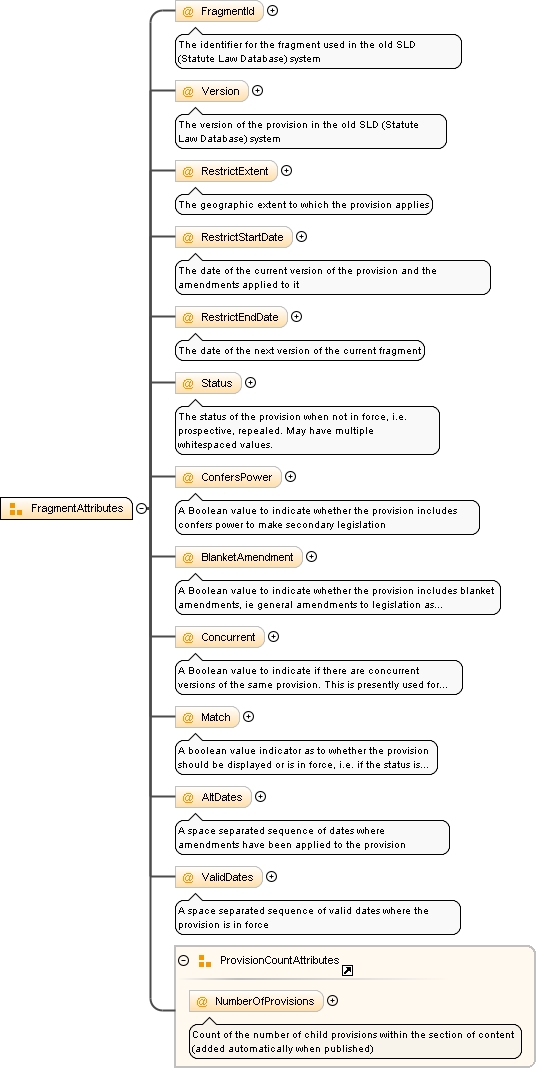 @ FragmentId
The identifier for the fragment used in the old SLD
(Statute Law Database) system
@ Version
The version of the provision in the old SLD (Statute
Law Database) system
@ RestrictExtent
The geographic extent to which the provision applies
@ RestrictStartDate
The date of the current version of the provision and the
amendments applied to it
@ RestrictEndDate
The date of the next version of the current fragment
@ Status
The status of the provision when not in force, i.e.
prospective, repealed. May have multiple
whitespaced values.
FragmentAttributes
@ ConfersPower
A Boolean value to indicate whether the provision includes
confers power to make secondary legislation
@ BlanketAmendment
A Boolean value to indicate whether the provision includes blanket
amendments, ie general amendments to legislation as...
@ Concurrent
A Boolean value to indicate if there are concurrent
versions of the same provision. This is presently used for...
@ Match
A boolean value indicator as to whether the provision
should be displayed or is in force, i.e. if the status is...
@ AltDates
A space separated sequence of dates where
amendments have been applied to the provision
@ ValidDates
A space separated sequence of valid dates where the
provision is in force
ProvisionCountAttributes
@ NumberOfProvisions
Count of the number of child provisions within the section of content
(added automatically when published)